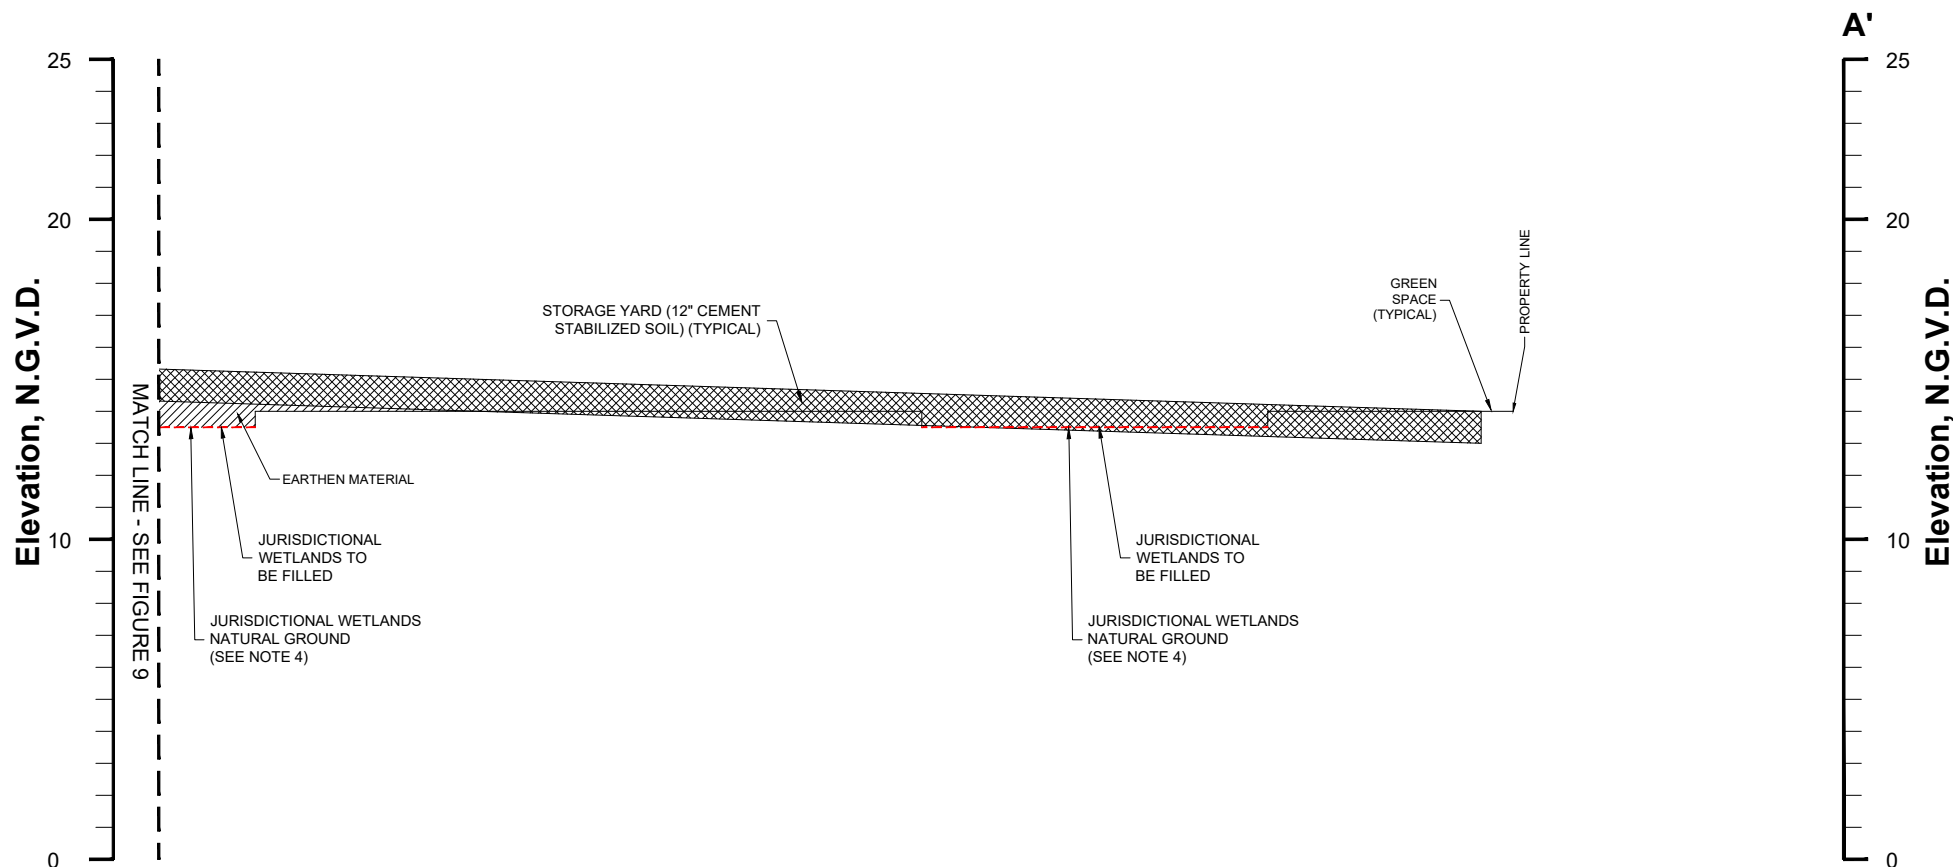 A'
25
25
20
20
PROPERTY LINE
GREEN
SPACE
(TYPICAL)
STORAGE YARD (12" CEMENT
STABILIZED SOIL) (TYPICAL)
Elevation, N.G.V.D.
Elevation, N.G.V.D.
MATCH LINE - SEE FIGURE 9
EARTHEN MATERIAL
10
10
JURISDICTIONAL
WETLANDS TO
BE FILLED
JURISDICTIONAL
WETLANDS TO
BE FILLED
JURISDICTIONAL WETLANDS
NATURAL GROUND
(SEE NOTE 4)
JURISDICTIONAL WETLANDS
NATURAL GROUND
(SEE NOTE 4)
0
0